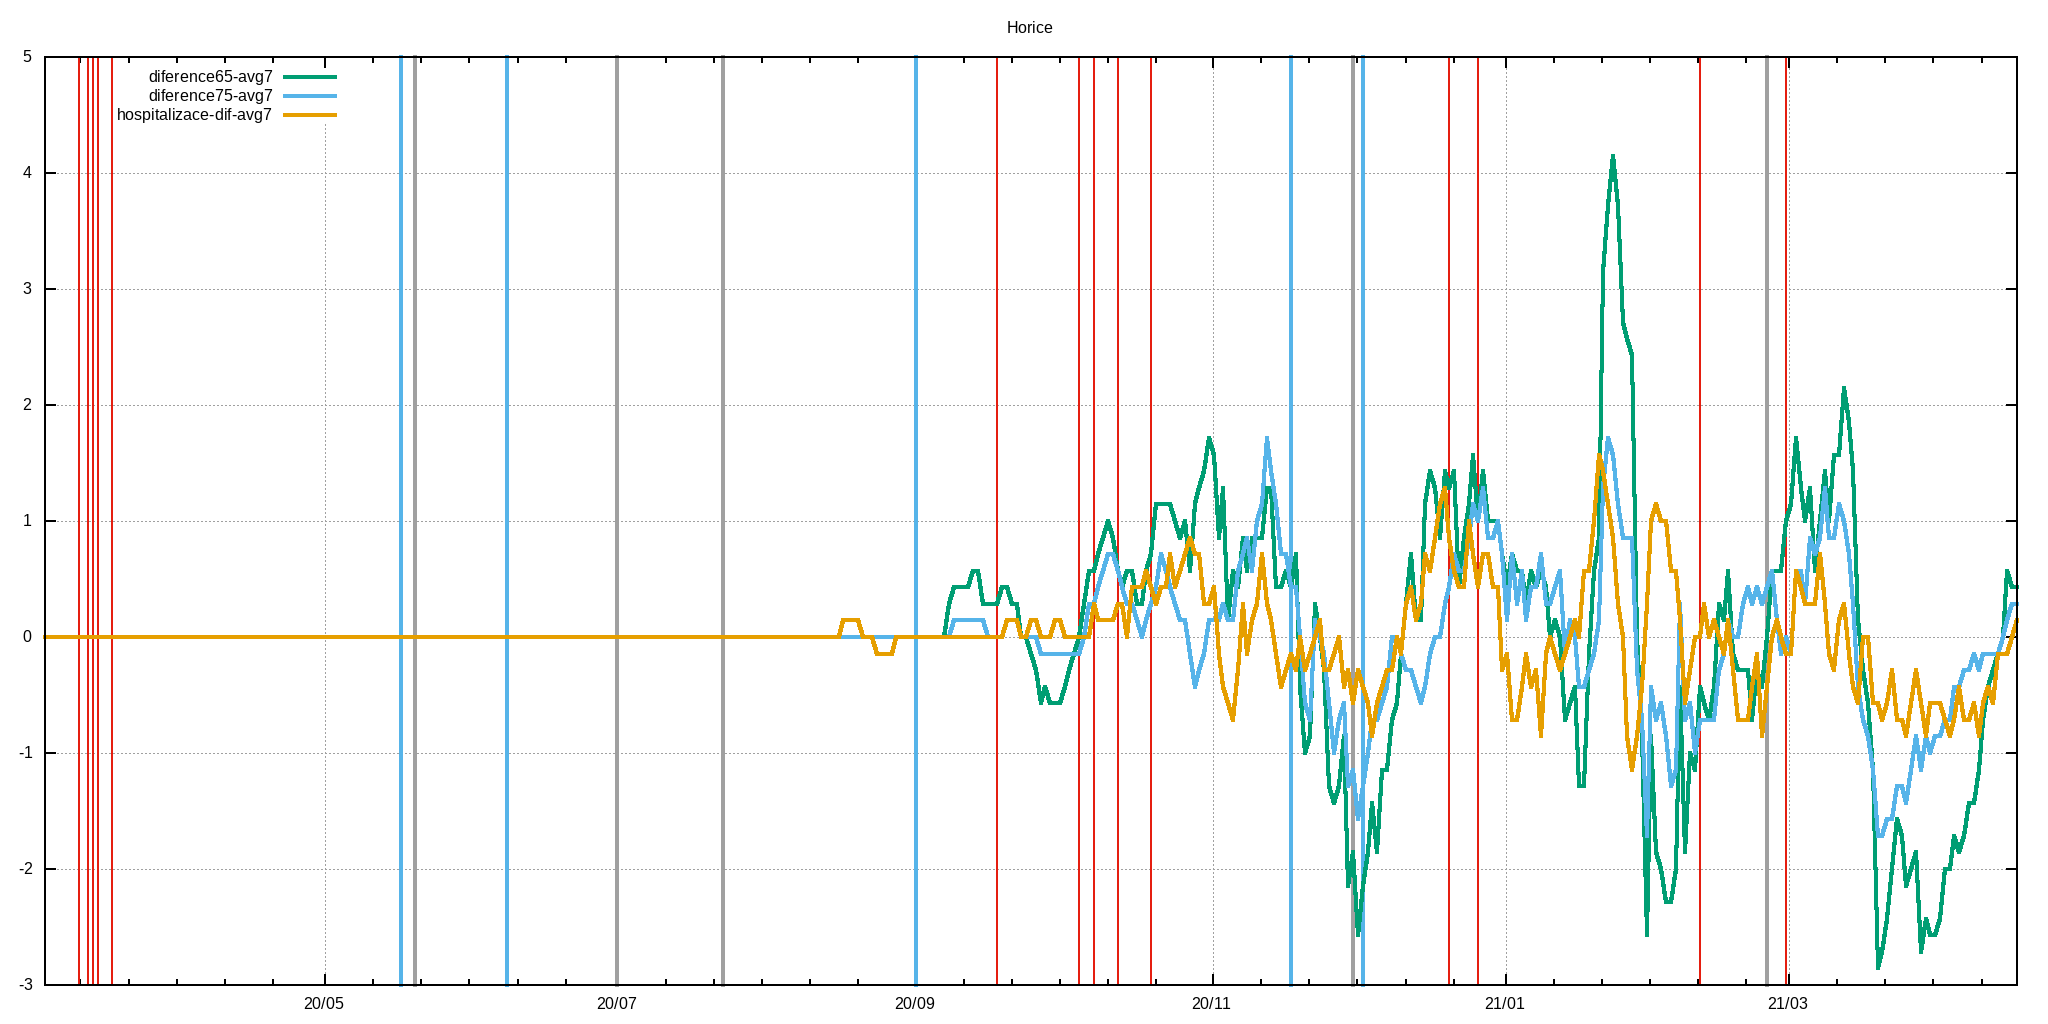 Horice
5
diference65-avg7
diference75-avg7
hospitalizace-dif-avg7
4
3
2
1
0
-1
-2
-3
20/05 20/07 20/09 20/11 21/01 21/03